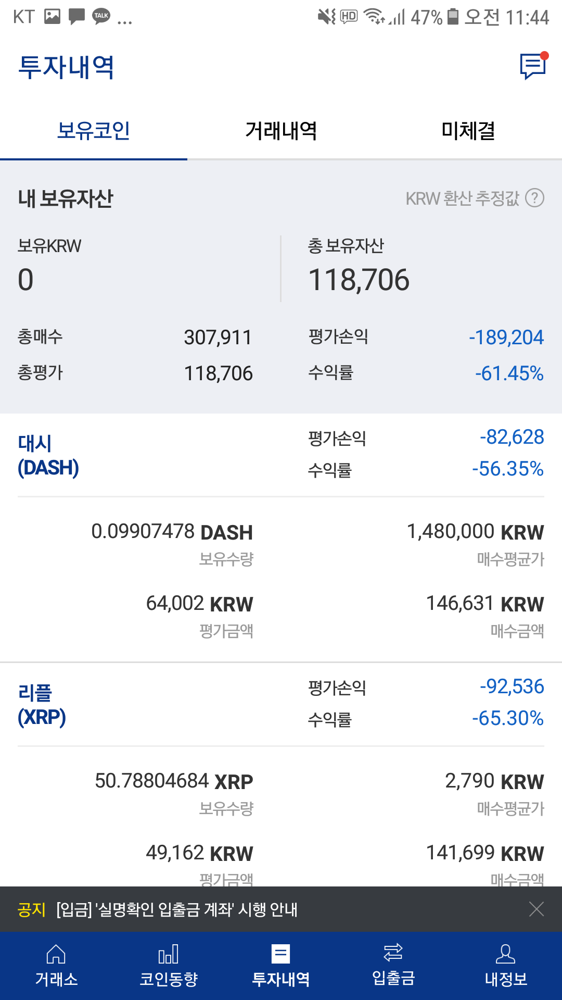 KT TALK ... HD 47% 오전 11:44
투자내역
보유코인 거래내역 미체결
내 보유자산 KRW 환산 추정값 ?
보유KRW 총 보유자산
0 118,706
총매수 307,911 평가손익 -189,204
총평가 118,706 수익률 -61.45%
대시 평가손익 -82,628
(DASH) 수익률 -56.35%
0.09907478 DASH 1,480,000 KRW
보유수량 매수평균가
64,002 KRW 146,631 KRW
평가금액 매수금액
리플 평가손익 -92,536
(XRP) 수익률 -65.30%
50.78804684 XRP 2,790 KRW
보유수량 매수평균가
49,162 KRW 141,699 KRW
평가금액 매수금액
공지 [입금] '실명확인 입출금 계좌' 시행 안내
거래소 코인동향 투자내역 입출금 내정보